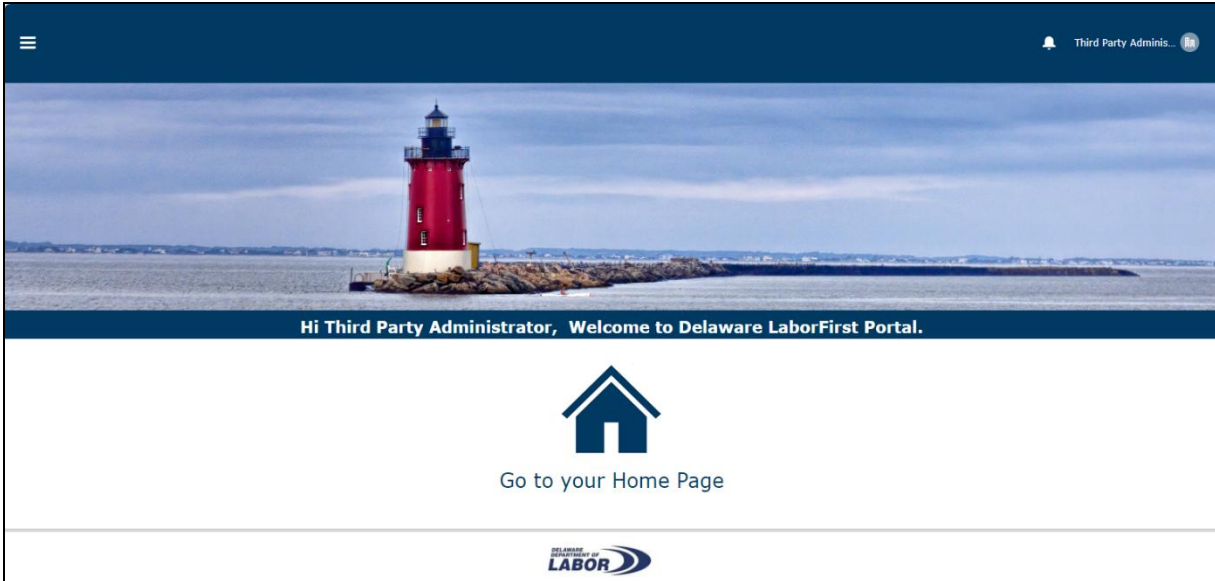 Third Party Adminis...
Hi Third Party Administrator, Welcome to Delaware LaborFirst Portal.
Go to your Home Page
DELAWARE
DEPARTMENT OF
LABOR